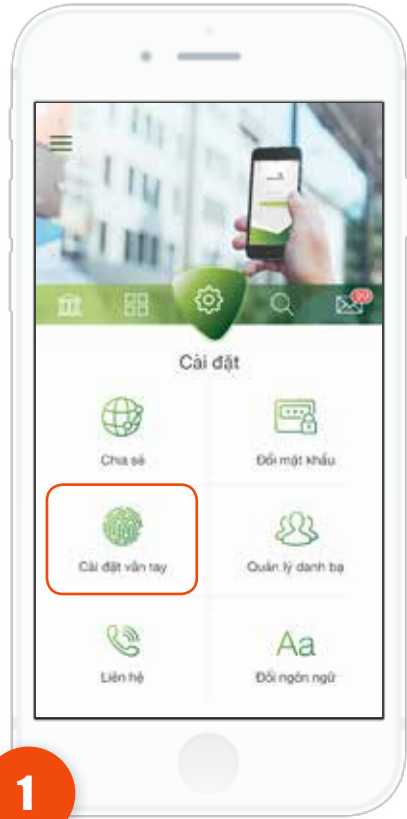 Cài đặt
Chia sẻ
Đổi mật khẩu
Cài đặt vân tay
Quản lý danh bạ
Liên hệ
Aa
Đổi ngôn ngữ
1